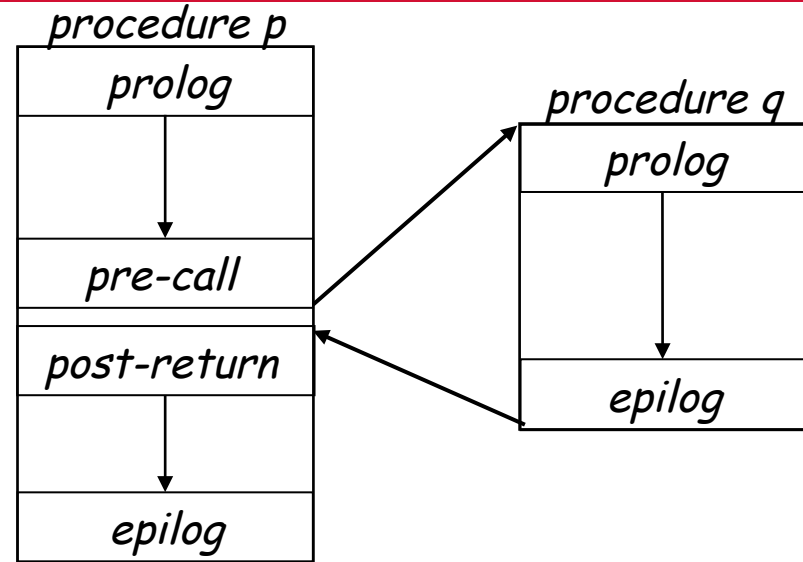 procedure p
prolog
pre-call
post-return
epilog
procedure q
prolog
epilog